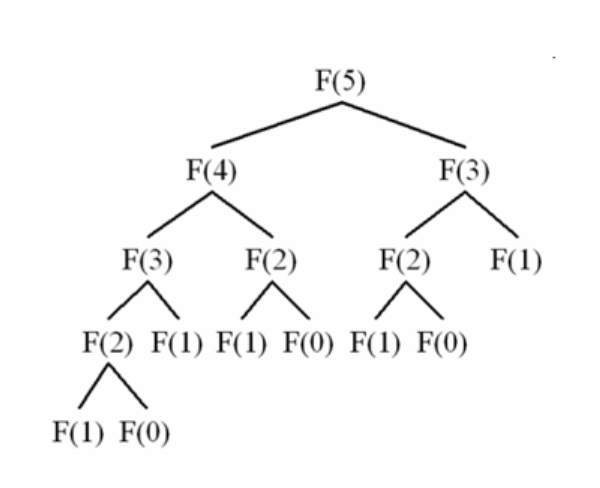 F(5)
F(4) F(3)
F(3) F(2) F(2) F(1)
F(2) F(1) F(1) F(0) F(1) F(0)
F(1) F(0)